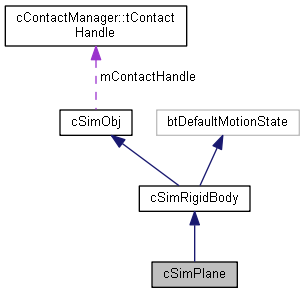 cContactManager::tContact
Handle
mContactHandle
cSimObj
btDefaultMotionState
cSimRigidBody
cSimPlane